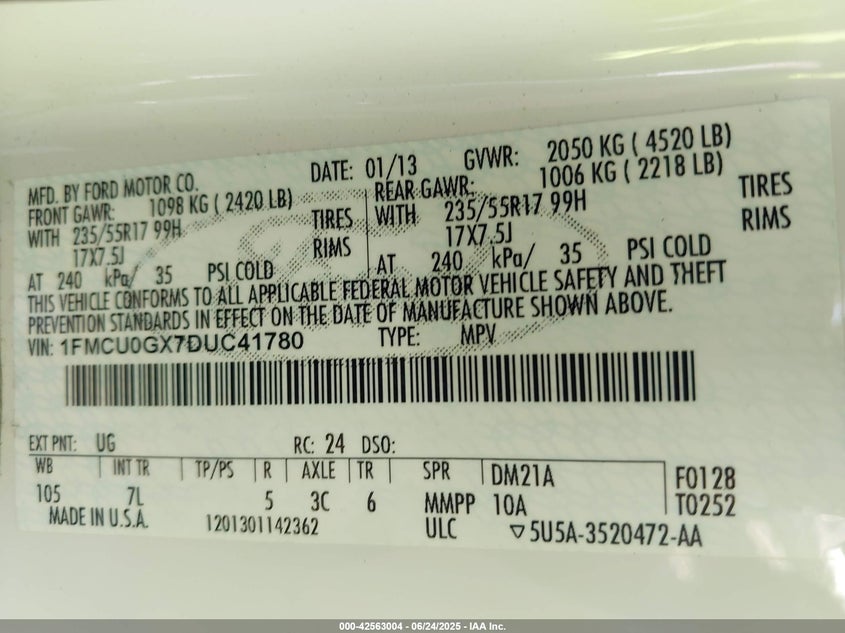 DATE: 01/13 GVWR: 2050 KG ( 4520 LB)
MFD. BY FORD MOTOR CO.
FRONT GAWR: 1098 KG ( 2420 LB) REAR GAWR: 1006 KG ( 2218 LB)
WITH 235/55R17 99H TIRES WITH 235/55R17 99H TIRES
17X7.5J RIMS 17X7.5J RIMS
AT 240 kPa/ 35 PSI COLD AT 240 kPa/ 35 PSI COLD
THIS VEHICLE CONFORMS TO ALL APPLICABLE FEDERAL MOTOR VEHICLE SAFETY AND THEFT
PREVENTION STANDARDS IN EFFECT ON THE DATE OF MANUFACTURE SHOWN ABOVE.
VIN: 1FMCU0GX7DUC41780 TYPE: MPV
EXT PNT: UG RC: 24 DSO:
WB INT TR TP/PS R AXLE TR SPR DM21A F0128
105 7L 5 3C 6 MMPP 10A T0252
MADE IN U.S.A. 1201301142362 ULC ▽5U5A-3520472-AA
000-42563004 - 06/24/2025 - IAA Inc.